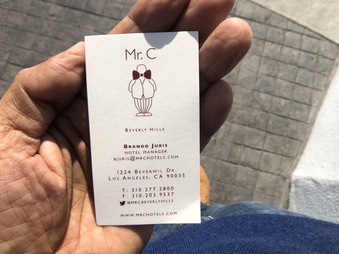 Mr. C
BEVERLY HILLS
BRANDO JURIS
HOTEL MANAGER
BJURIS@MRCHOTELS.COM
1224 BEVERWIL DR.
LOS ANGELES, CA 90035
T: 310.277.2800
F: 310.203.9537
@MRCBEVERLYHILLS
WWW.MRCHOTELS.COM